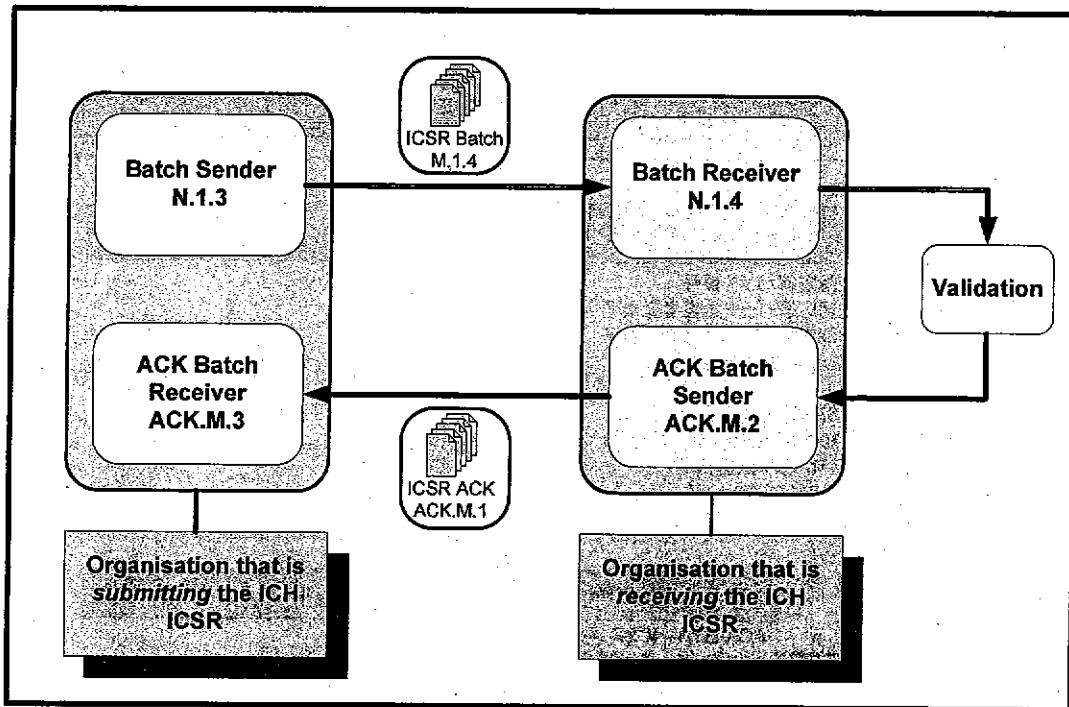 ICSR Batch
M.1.4
Batch Sender
N.1.3
Batch Receiver
N.1.4
Validation
ACK Batch
Receiver
ACK.M.3
ACK Batch
Sender
ACK.M.2
ICSR ACK
ACK.M.1
Organisation that is
submitting the ICH
ICSR
Organisation that is
receiving the ICH
ICSR